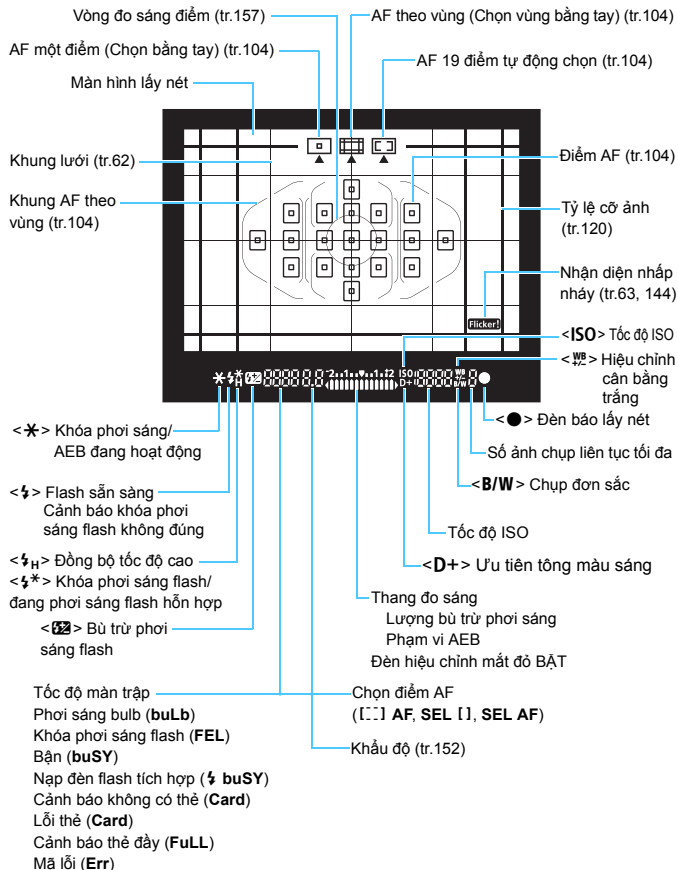 Vòng đo sáng điểm (tr.157)
AF theo vùng (Chọn vùng bằng tay) (tr.104)
AF một điểm (Chọn bằng tay) (tr.104)
AF 19 điểm tự động chọn (tr.104)
Màn hình lấy nét
Khung lưới (tr.62)
Điểm AF (tr.104)
Khung AF theo
vùng (tr.104)
Tỷ lệ cỡ ảnh
(tr.120)
Nhận diện nhấp
nháy (tr.63, 144)
Flicker!
<ISO> Tốc độ ISO
<WB+/-> Hiệu chỉnh
cân bằng
trắng
-2..1..▼..1.:2
ISO
D+
WB
+/-
B/W
<●> Đèn báo lấy nét
<✱> Khóa phơi sáng/
AEB đang hoạt động
Số ảnh chụp liên tục tối đa
<B/W> Chụp đơn sắc
<⚡> Flash sẵn sàng
Cảnh báo khóa phơi
sáng flash không đúng
Tốc độ ISO
<⚡H> Đồng bộ tốc độ cao
<D+> Ưu tiên tông màu sáng
<⚡✱> Khóa phơi sáng flash/
đang phơi sáng flash hỗn hợp
Thang đo sáng
Lượng bù trừ phơi sáng
Phạm vi AEB
Đèn hiệu chỉnh mắt đỏ BẬT
<⚡±> Bù trừ phơi
sáng flash
Tốc độ màn trập
Phơi sáng bulb (buLb)
Khóa phơi sáng flash (FEL)
Bận (buSY)
Nạp đèn flash tích hợp (⚡ buSY)
Cảnh báo không có thẻ (Card)
Lỗi thẻ (Card)
Cảnh báo thẻ đầy (FuLL)
Mã lỗi (Err)
Chọn điểm AF
([ ] AF, SEL [ ], SEL AF)
Khẩu độ (tr.152)